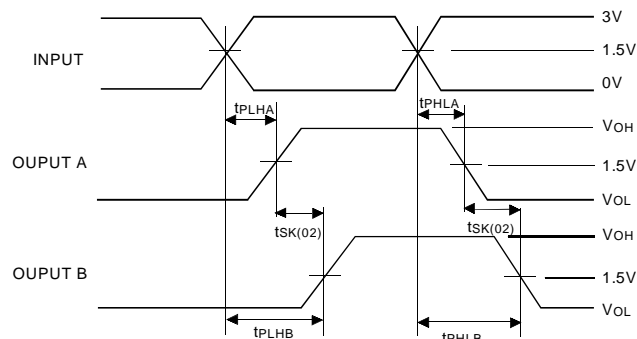 3V
INPUT
1.5V
0V
tPLHA
tPHLA
VOH
OUPUT A
1.5V
tSK(02)
tSK(02)
VOL
VOH
OUPUT B
1.5V
VOL
tPLHB
tPHLB